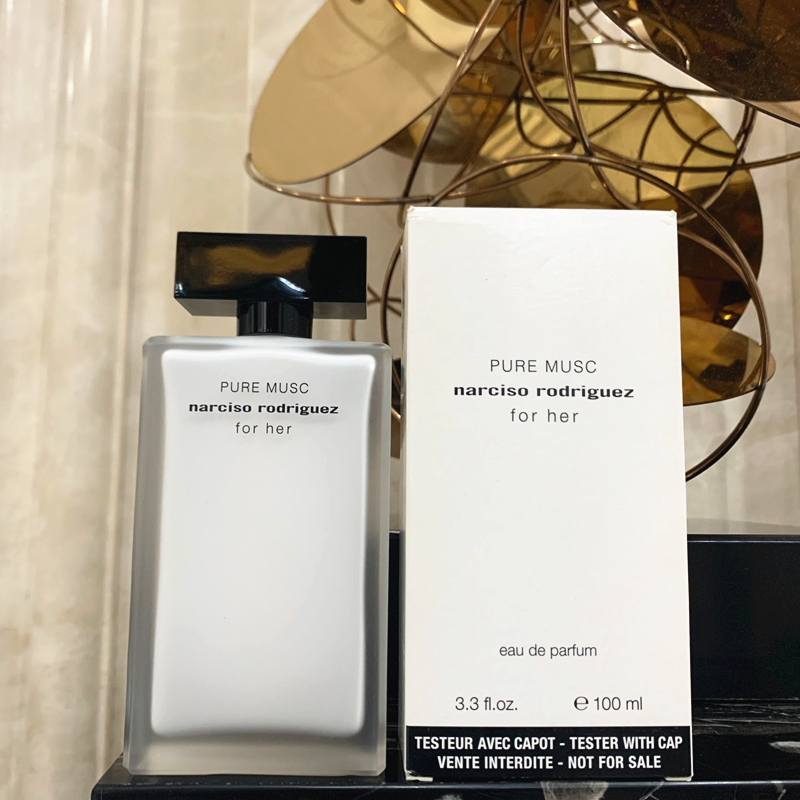 PURE MUSC
narciso rodriguez
for her
PURE MUSC
narciso rodriguez
for her
eau de parfum
3.3 fl.oz. ℮ 100 ml
TESTEUR AVEC CAPOT - TESTER WITH CAP
VENTE INTERDITE - NOT FOR SALE